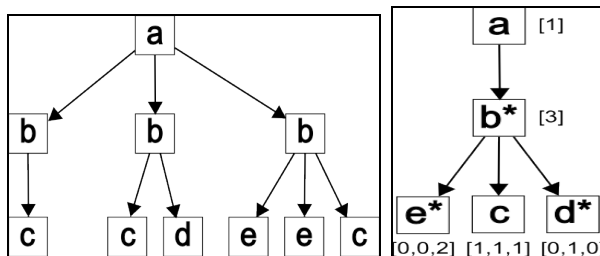 a
b b b
c c d e e c
a [1]
b* [3]
e* c d*
[0,0,2] [1,1,1] [0,1,0]